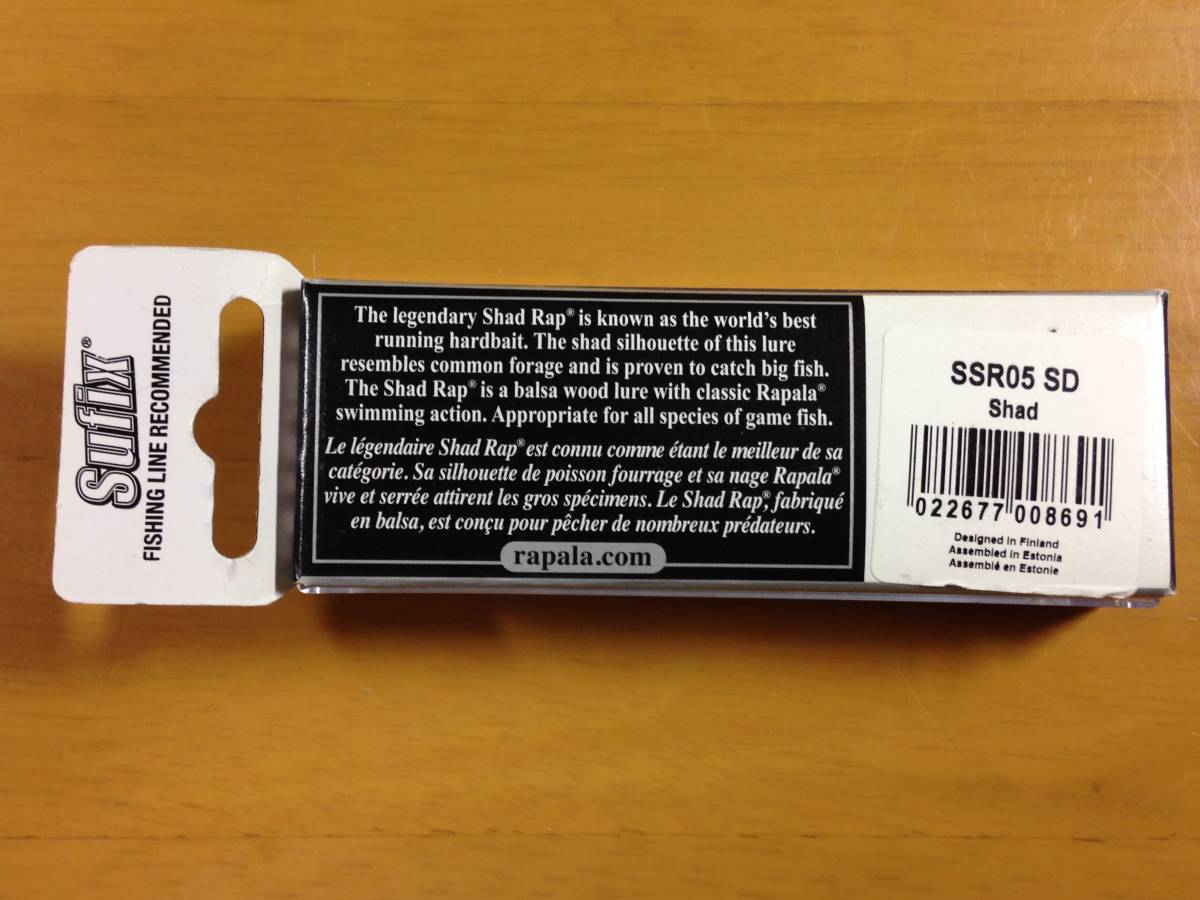 Sufix®
FISHING LINE RECOMMENDED
The legendary Shad Rap® is known as the world's best
running hardbait. The shad silhouette of this lure
resembles common forage and is proven to catch big fish.
The Shad Rap® is a balsa wood lure with classic Rapala®
swimming action. Appropriate for all species of game fish.
Le légendaire Shad Rap® est connu comme étant le meilleur de sa
catégorie. Sa silhouette de poisson fourrage et sa nage Rapala®
vive et serrée attirent les gros spécimens. Le Shad Rap®, fabriqué
en balsa, est conçu pour pêcher de nombreux prédateurs.
rapala.com
SSR05 SD
Shad
022677 008691
Designed in Finland
Assembled in Estonia
Assemblé en Estonie